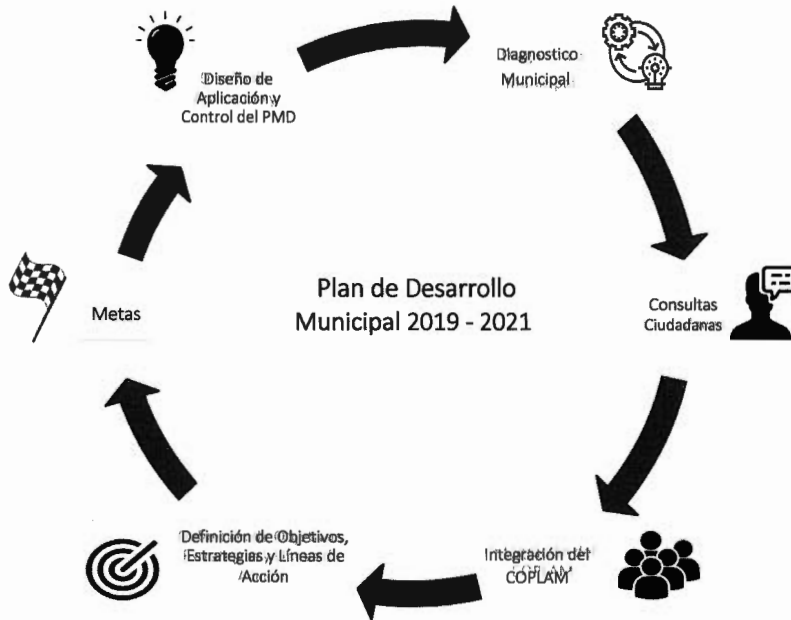 Diseño de
Aplicación y
Control del PMD
Diagnostico
Municipal
Consultas
Ciudadanas
Integración del
COPLAM
Definición de Objetivos,
Estrategias y Líneas de
Acción
Metas
Plan de Desarrollo
Municipal 2019 - 2021